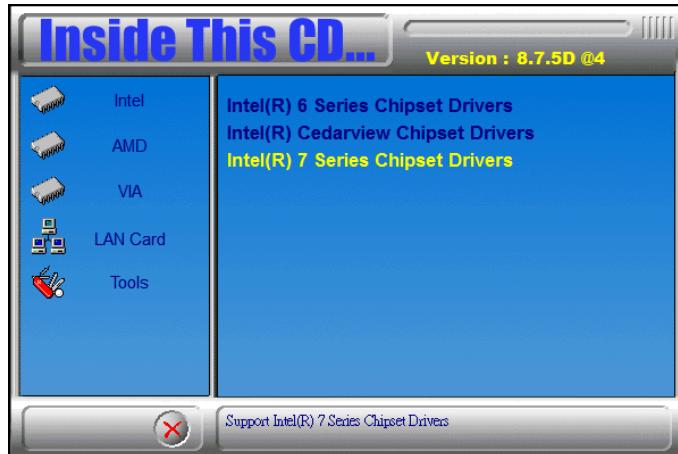 Inside This CD...
Version : 8.7.5D @4
Intel
AMD
VIA
LAN Card
Tools
Intel(R) 6 Series Chipset Drivers
Intel(R) Cedarview Chipset Drivers
Intel(R) 7 Series Chipset Drivers
Support Intel(R) 7 Series Chipset Drivers